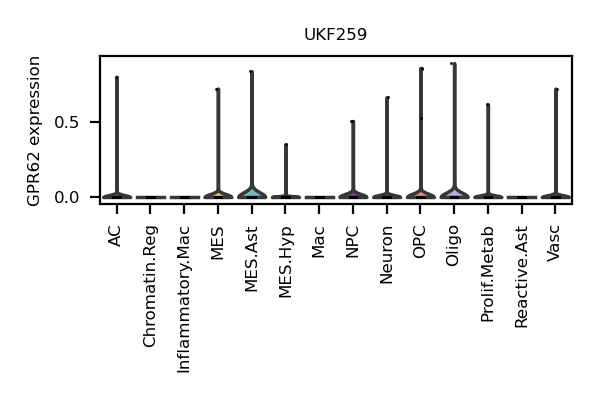 UKF259
GPR62 expression
0.5
0.0
AC
Chromatin.Reg
Inflammatory.Mac
MES
MES.Ast
MES.Hyp
Mac
NPC
Neuron
OPC
Oligo
Prolif.Metab
Reactive.Ast
Vasc